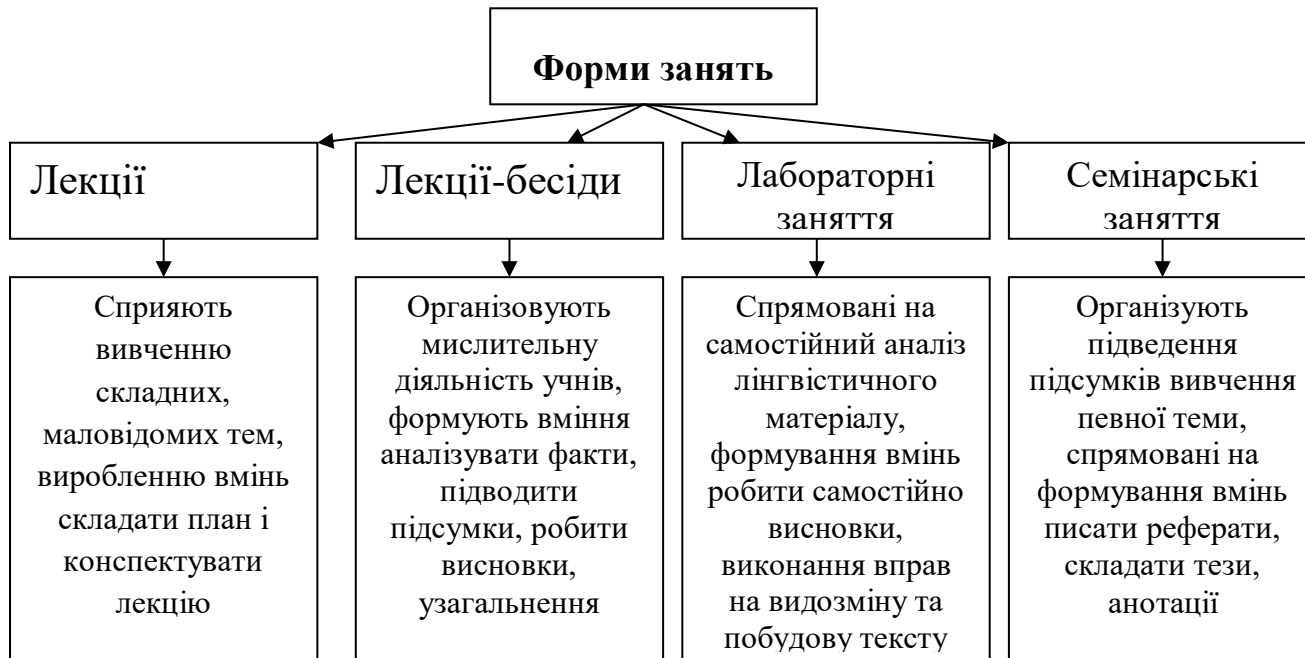 Форми занять
Лекції
Лекції-бесіди
Лабораторні
заняття
Семінарські
заняття
Сприяють
вивченню
складних,
маловідомих тем,
виробленню вмінь
складати план і
конспектувати
лекцію
Організовують
мислительну
діяльність учнів,
формують вміння
аналізувати факти,
підводити
підсумки, робити
висновки,
узагальнення
Спрямовані на
самостійний аналіз
лінгвістичного
матеріалу,
формування вмінь
робити самостійно
висновки,
виконання вправ
на видозміну та
побудову тексту
Організують
підведення
підсумків вивчення
певної теми,
спрямовані на
формування вмінь
писати реферати,
складати тези,
анотації